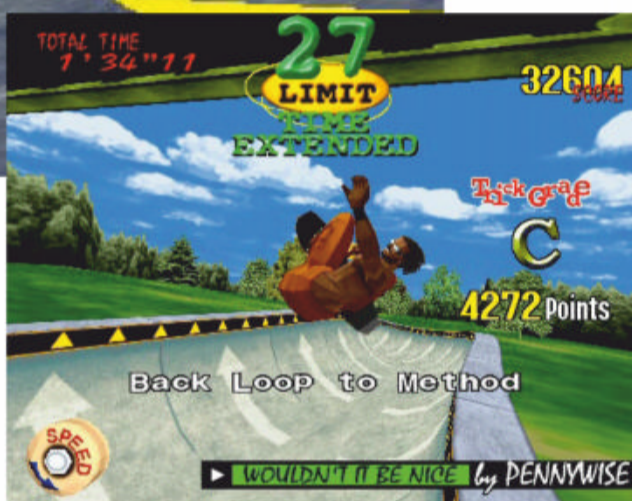 TOTAL TIME
1'34"11
27
LIMIT
TIME
EXTENDED
32604
SCORE
Trick Grade
C
4272 Points
Back Loop to Method
SPEED
WOULDN'T IT BE NICE by PENNYWISE